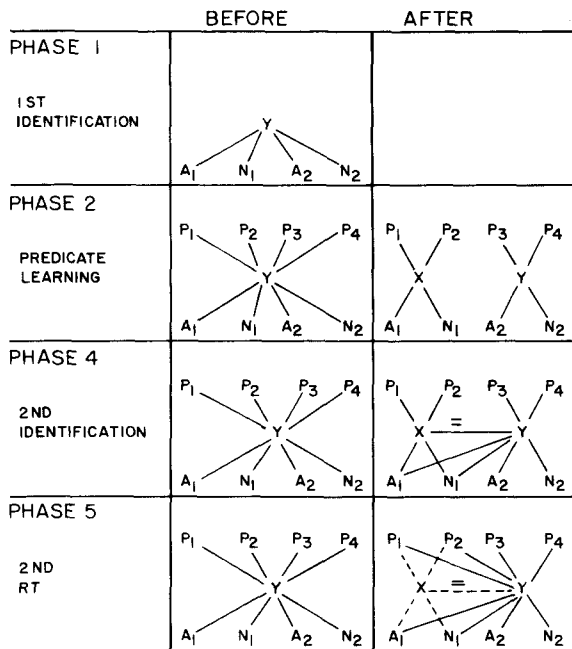 BEFORE AFTER
PHASE 1
1ST
IDENTIFICATION
Y
A₁ N₁ A₂ N₂
PHASE 2
PREDICATE
LEARNING
P₁ P₂ P₃ P₄ P₁ P₂ P₃ P₄
Y X Y
A₁ N₁ A₂ N₂ A₁ N₁ A₂ N₂
PHASE 4
2ND
IDENTIFICATION
P₁ P₂ P₃ P₄ P₁ P₂ P₃ P₄
Y X = Y
A₁ N₁ A₂ N₂ A₁ N₁ A₂ N₂
PHASE 5
2ND
RT
P₁ P₂ P₃ P₄ P₁ P₂ P₃ P₄
Y X = Y
A₁ N₁ A₂ N₂ A₁ N₁ A₂ N₂